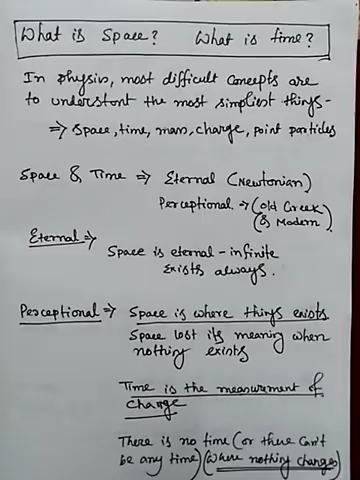 What is Space? What is time?
In physics, most difficult concepts are
to understant the most simpliest things -
⇒ Space, time, mass, charge, point particles
Space & Time ⇒ Eternal (Newtonian)
Perceptional → (Old Greek
& Modern)
Eternal ⇒
Space is eternal - infinite
exists always.
Perceptional ⇒ Space is where things exists
Space lost its meaning when
nothing exists
Time is the measurment of
change
There is no time (or there can't
be any time) (where nothing changes)